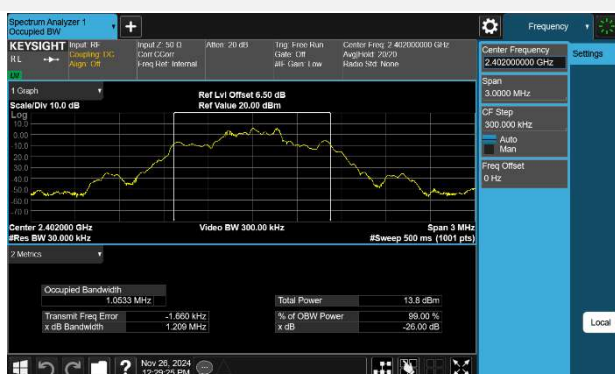 Spectrum Analyzer 1
Occupied BW
+
Frequency
KEYSIGHT
RL
Input: RF
Coupling: DC
Align: Off
Input Z: 50 Ω
Corr CCorr
Freq Ref: Internal
Atten: 20 dB
Trig: Free Run
Gate: Off
#IF Gain: Low
Center Freq: 2.402000000 GHz
Avg|Hold: 20/20
Radio Std: None
LW
1 Graph
Scale/Div 10.0 dB
Ref Lvl Offset 6.50 dB
Ref Value 20.00 dBm
Log
10.0
0.00
-10.0
-20.0
-30.0
-40.0
-50.0
-60.0
-70.0
Center 2.402000 GHz
#Res BW 30.000 kHz
Video BW 300.00 kHz
Span 3 MHz
#Sweep 500 ms (1001 pts)
2 Metrics
Occupied Bandwidth
1.0533 MHz
Total Power
13.8 dBm
Transmit Freq Error
-1.660 kHz
% of OBW Power
99.00 %
x dB Bandwidth
1.209 MHz
x dB
-26.00 dB
Nov 26, 2024
12:29:25 PM
?
Center Frequency
2.402000000 GHz
Settings
Span
3.0000 MHz
CF Step
300.000 kHz
Auto
Man
Freq Offset
0 Hz
Local